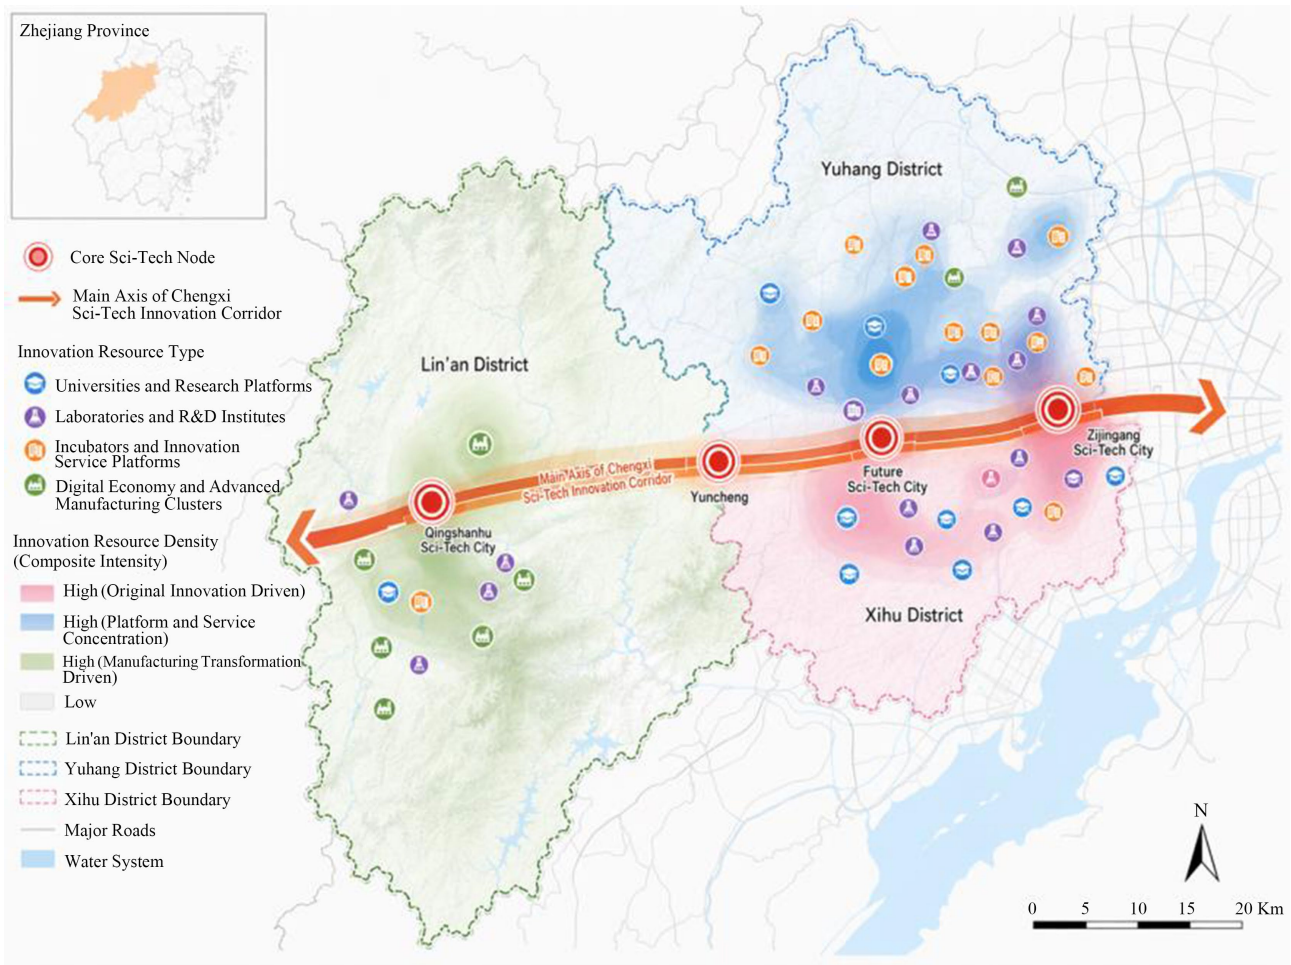 Zhejiang Province
Core Sci-Tech Node
Main Axis of Chengxi
Sci-Tech Innovation Corridor
Innovation Resource Type
Universities and Research Platforms
Laboratories and R&D Institutes
Incubators and Innovation
Service Platforms
Digital Economy and Advanced
Manufacturing Clusters
Innovation Resource Density
(Composite Intensity)
High (Original Innovation Driven)
High (Platform and Service
Concentration)
High (Manufacturing Transformation
Driven)
Low
Lin'an District Boundary
Yuhang District Boundary
Xihu District Boundary
Major Roads
Water System
Yuhang District
Lin'an District
Main Axis of Chengxi
Sci-Tech Innovation Corridor
Qingshanhu
Sci-Tech City
Yuncheng
Future
Sci-Tech City
Zijingang
Sci-Tech City
Xihu District
N
0 5 10 15 20 Km